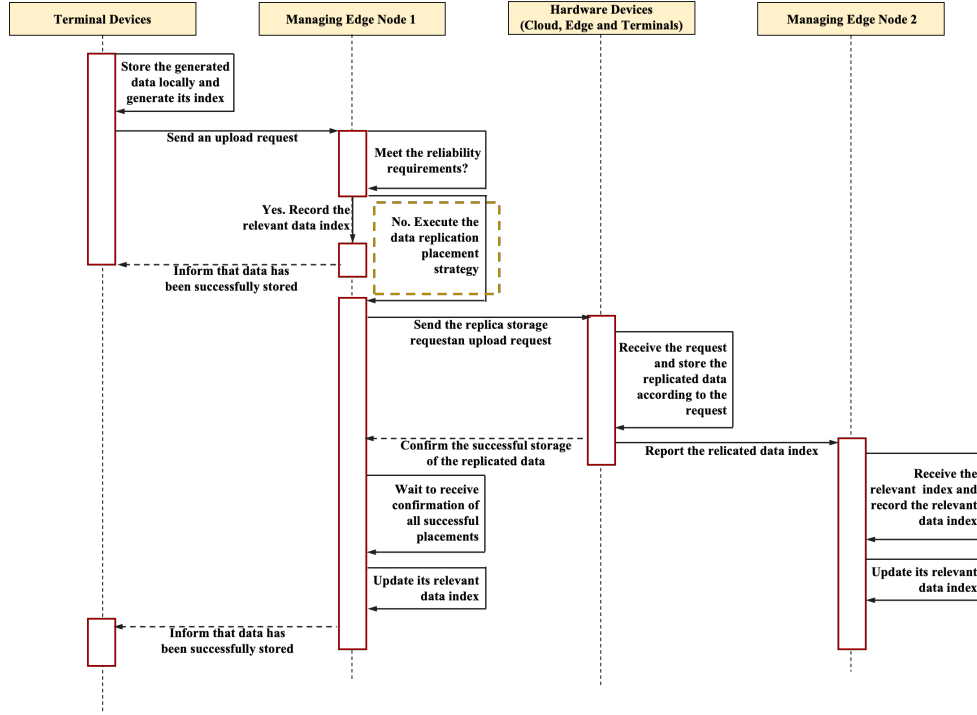 Terminal Devices
Managing Edge Node 1
Hardware Devices
(Cloud, Edge and Terminals)
Managing Edge Node 2
Store the generated
data locally and
generate its index
Send an upload request
Meet the reliability
requirements?
Yes. Record the
relevant data index
No. Execute the
data replication
placement
strategy
Inform that data has
been successfully stored
Send the replica storage
requestan upload request
Receive the request
and store the
replicated data
according to the
request
Confirm the successful storage
of the replicated data
Report the relicated data index
Receive the
relevant index and
record the relevant
data index
Wait to receive
confirmation of
all successful
placements
Update its relevant
data index
Update its relevant
data index
Inform that data has
been successfully stored